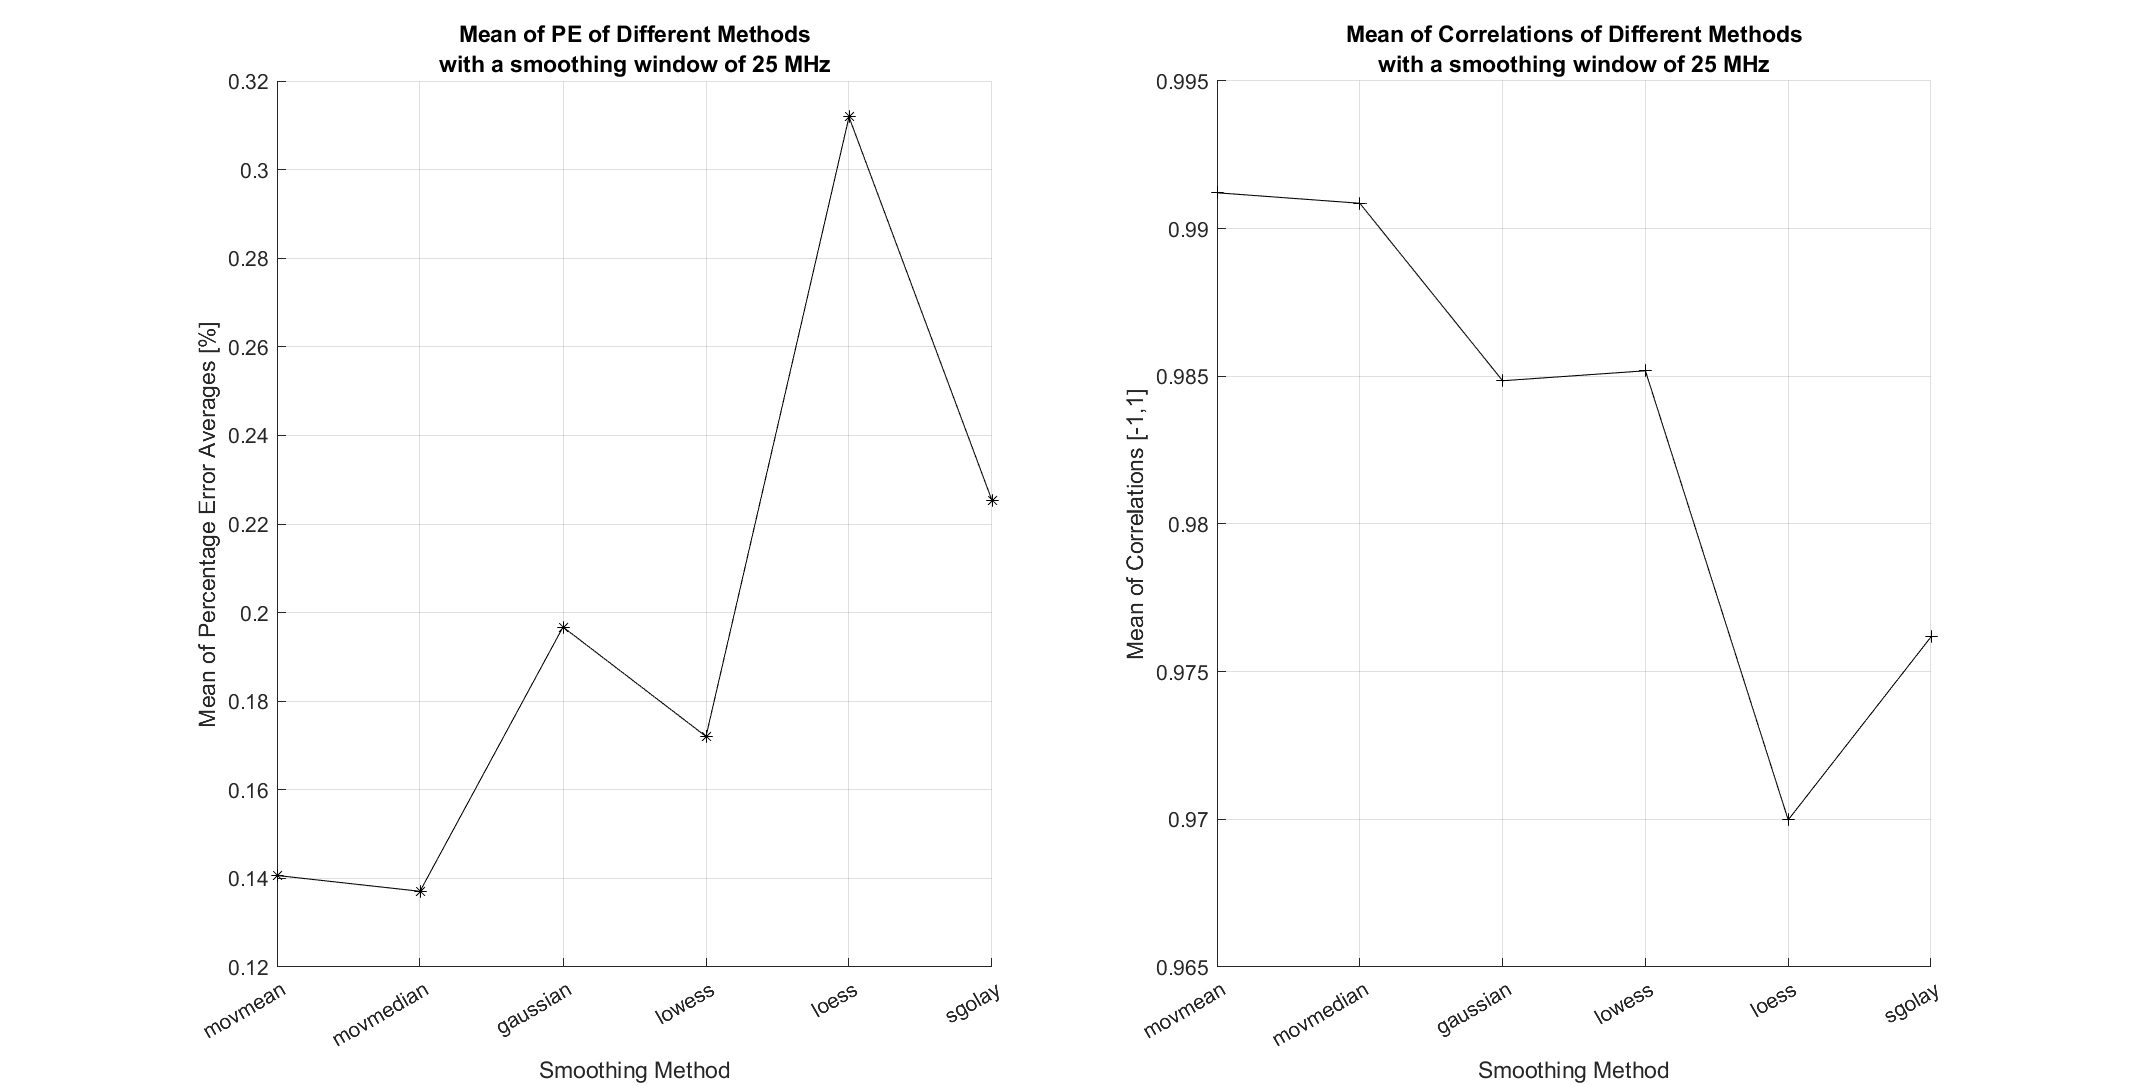 Mean of PE of Different Methods
with a smoothing window of 25 MHz
Mean of Percentage Error Averages [%]
0.32
0.3
0.28
0.26
0.24
0.22
0.2
0.18
0.16
0.14
0.12
movmean
movmedian
gaussian
lowess
loess
sgolay
Smoothing Method
Mean of Correlations of Different Methods
with a smoothing window of 25 MHz
Mean of Correlations [-1,1]
0.995
0.99
0.985
0.98
0.975
0.97
0.965
movmean
movmedian
gaussian
lowess
loess
sgolay
Smoothing Method